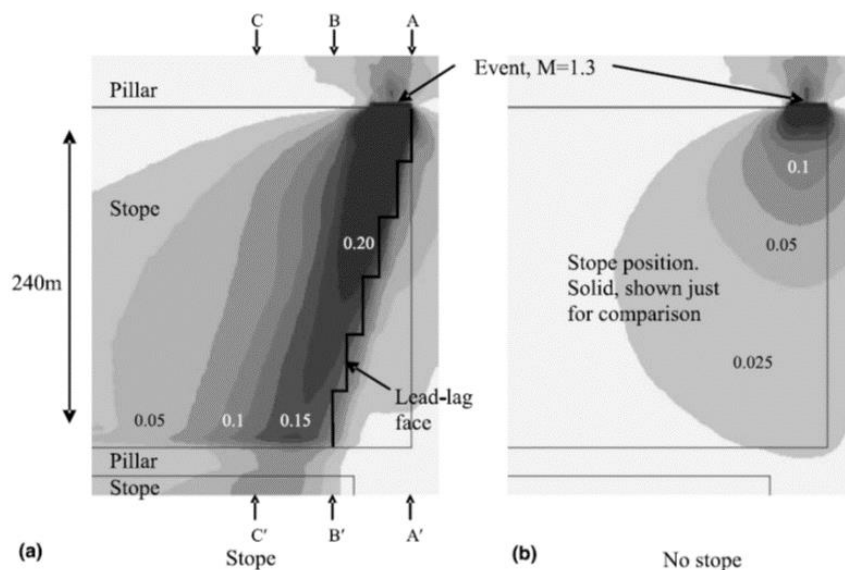 C
B
A
Event, M=1.3
Pillar
Stope
240m
0.20
0.05
0.1
0.15
Lead-lag
face
Pillar
Stope
C′
B′
A′
(a)
Stope
0.1
0.05
Stope position.
Solid, shown just
for comparison
0.025
(b)
No stope